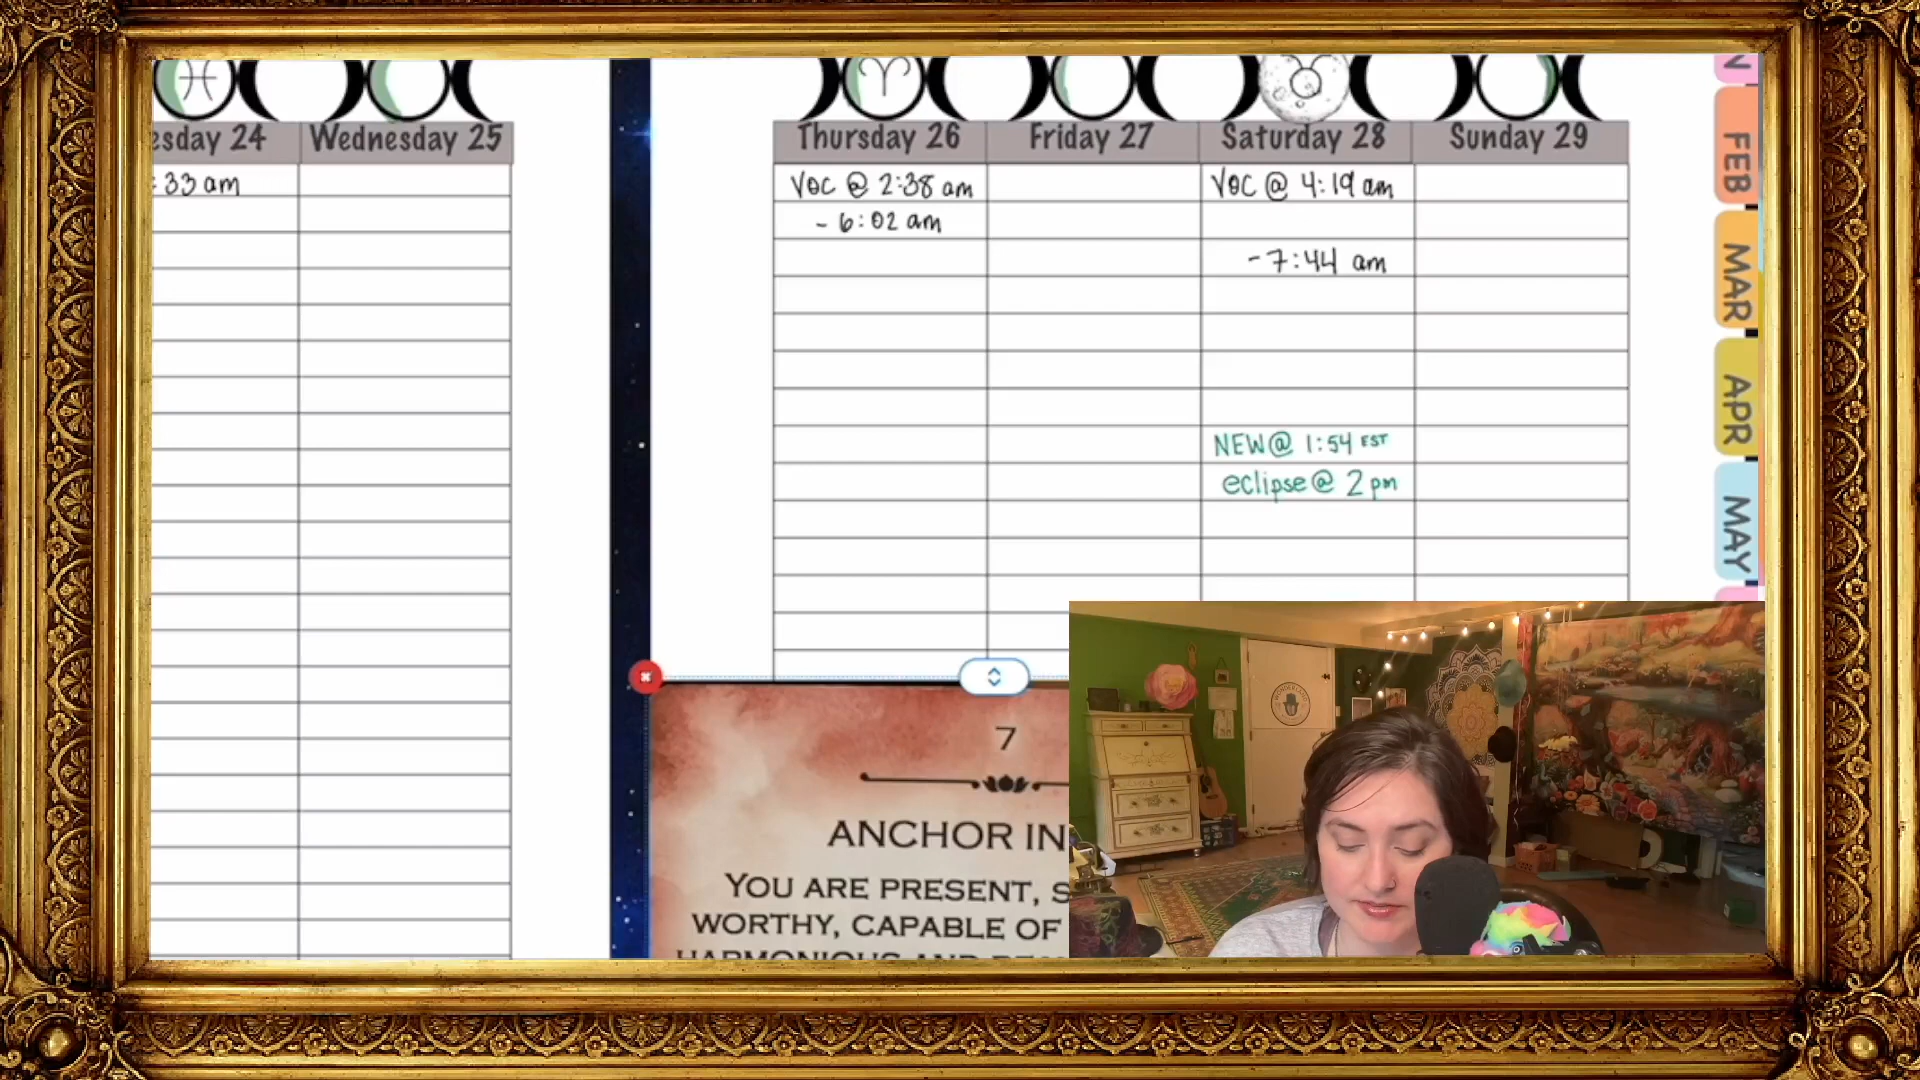 esday 24
Wednesday 25
:33 am
Thursday 26
Friday 27
Saturday 28
Sunday 29
VOC @ 2:38 am
- 6:02 am
VOC @ 4:19 am
- 7:44 am
NEW @ 1:54 EST
eclipse @ 2 pm
N
FEB
MAR
APR
MAY
7
ANCHOR IN
YOU ARE PRESENT, S
WORTHY, CAPABLE OF
HARMONIOUS AND